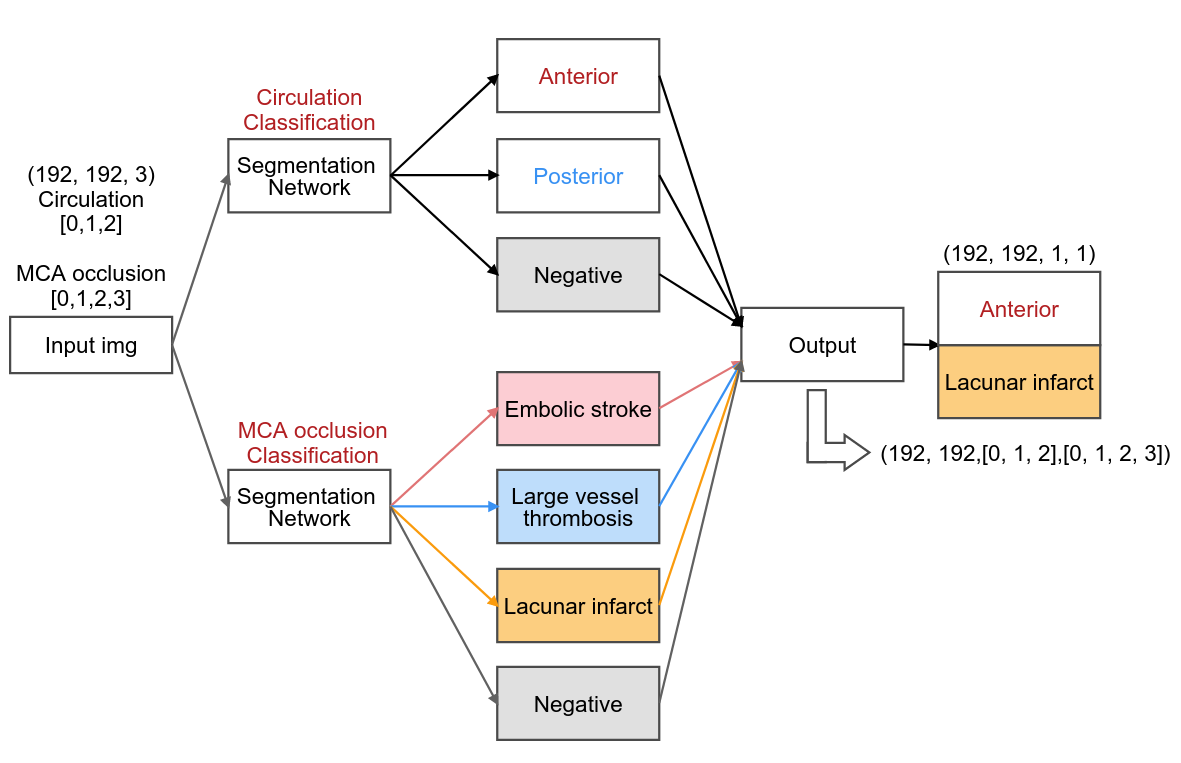 (192, 192, 3)
Circulation
[0,1,2]
MCA occlusion
[0,1,2,3]
Input img
Circulation
Classification
Segmentation
Network
MCA occlusion
Classification
Segmentation
Network
Anterior
Posterior
Negative
Embolic stroke
Large vessel
thrombosis
Lacunar infarct
Negative
Output
(192, 192, 1, 1)
Anterior
Lacunar infarct
(192, 192,[0, 1, 2],[0, 1, 2, 3])